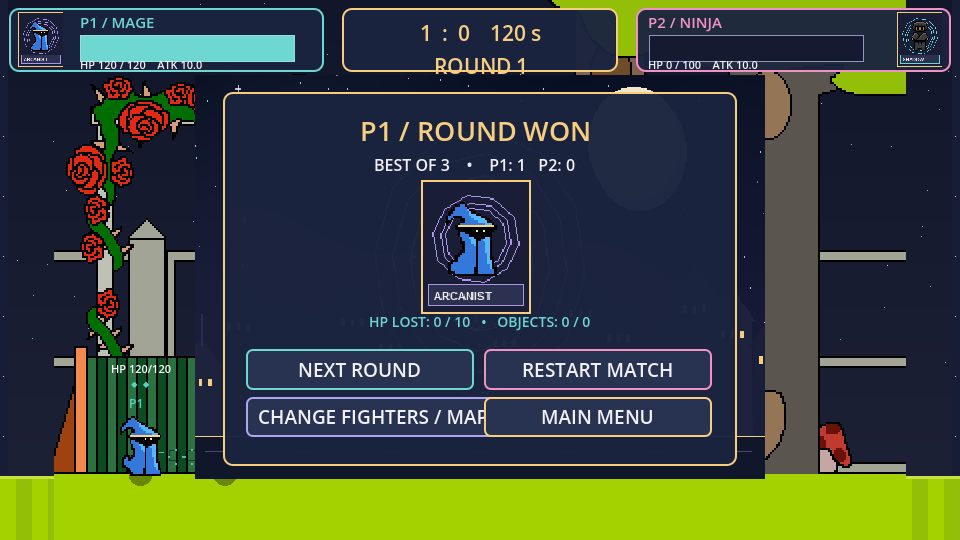 P1 / MAGE
ARCANIST
HP 120 / 120 ATK 10.0
1 : 0 120 s
ROUND 1
P2 / NINJA
HP 0 / 100 ATK 10.0
SHADOW
P1 / ROUND WON
BEST OF 3 • P1: 1 P2: 0
ARCANIST
HP LOST: 0 / 10 • OBJECTS: 0 / 0
NEXT ROUND
RESTART MATCH
CHANGE FIGHTERS / MAP
MAIN MENU
HP 120/120
P1